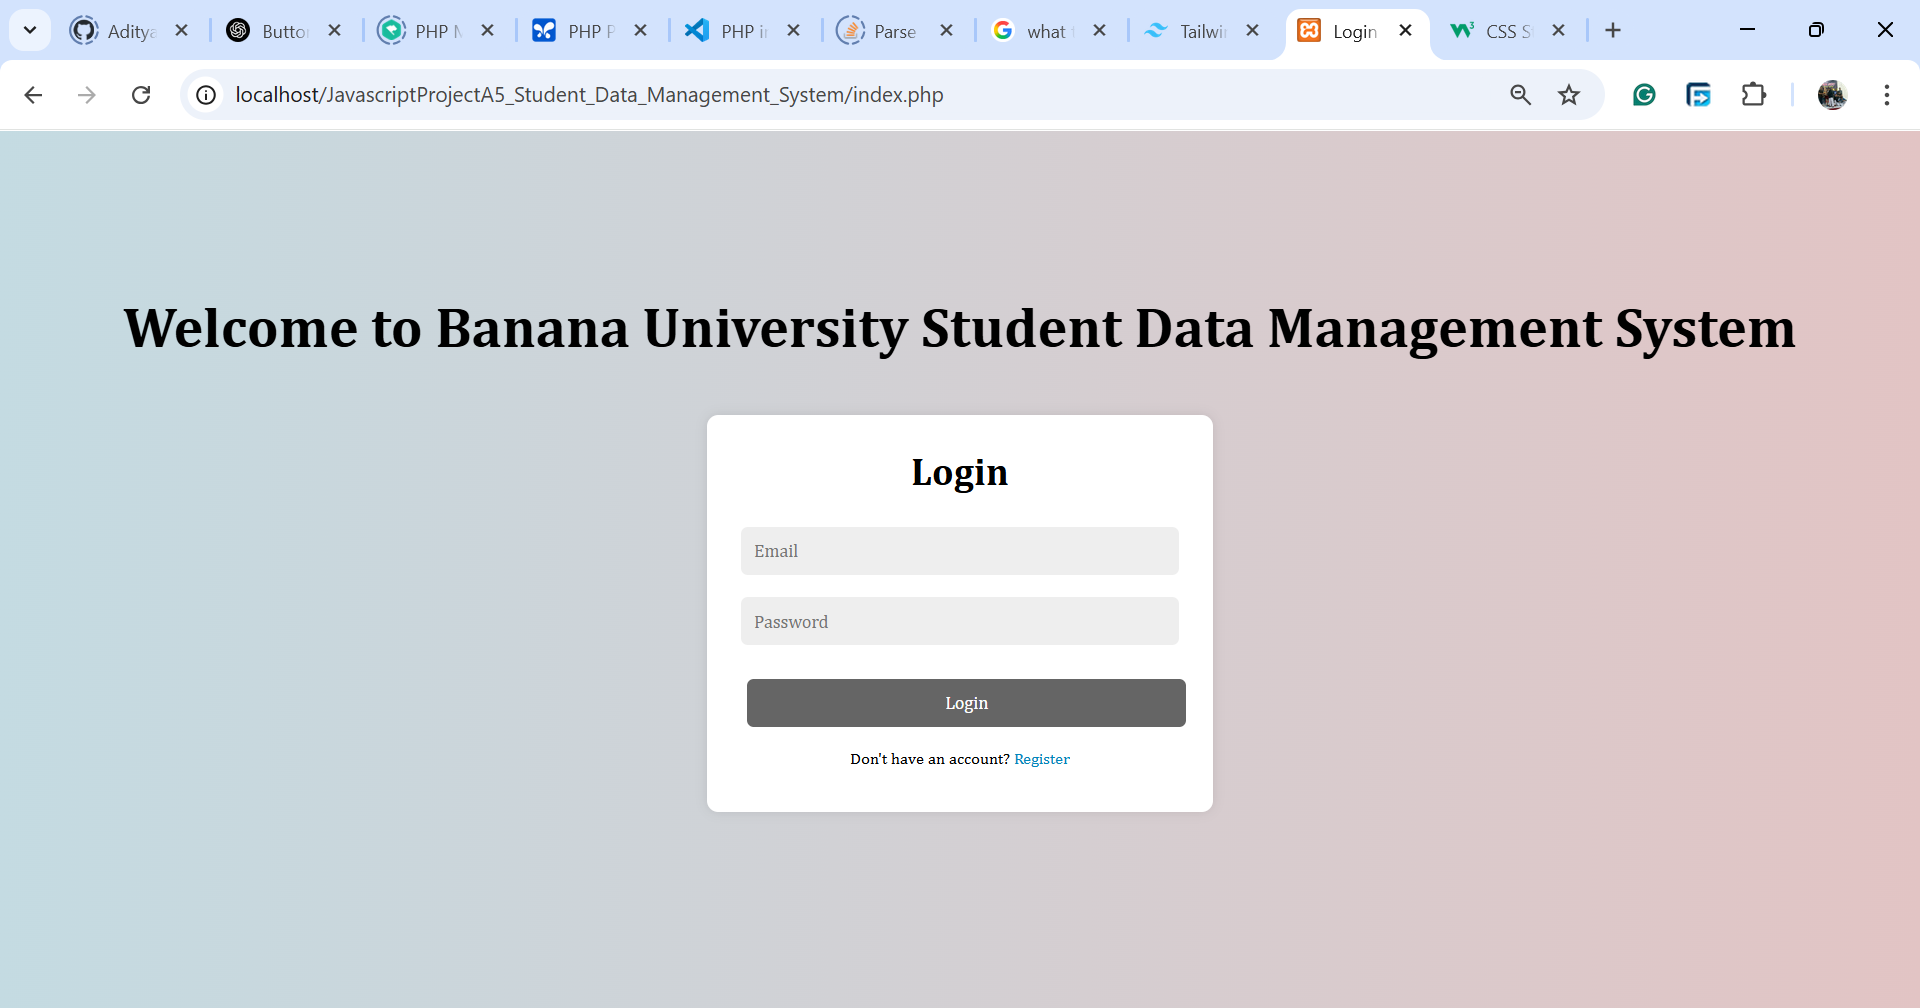 Aditya
Button
PHP M
PHP P
PHP i
Parse
what
Tailwi
Login
CSS S
localhost/JavascriptProjectA5_Student_Data_Management_System/index.php
Welcome to Banana University Student Data Management System
Login
Email
Password
Login
Don't have an account? Register